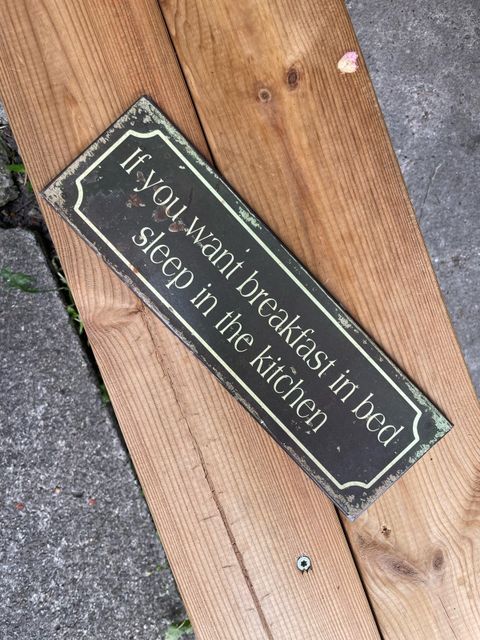 If you want breakfast in bed
sleep in the kitchen